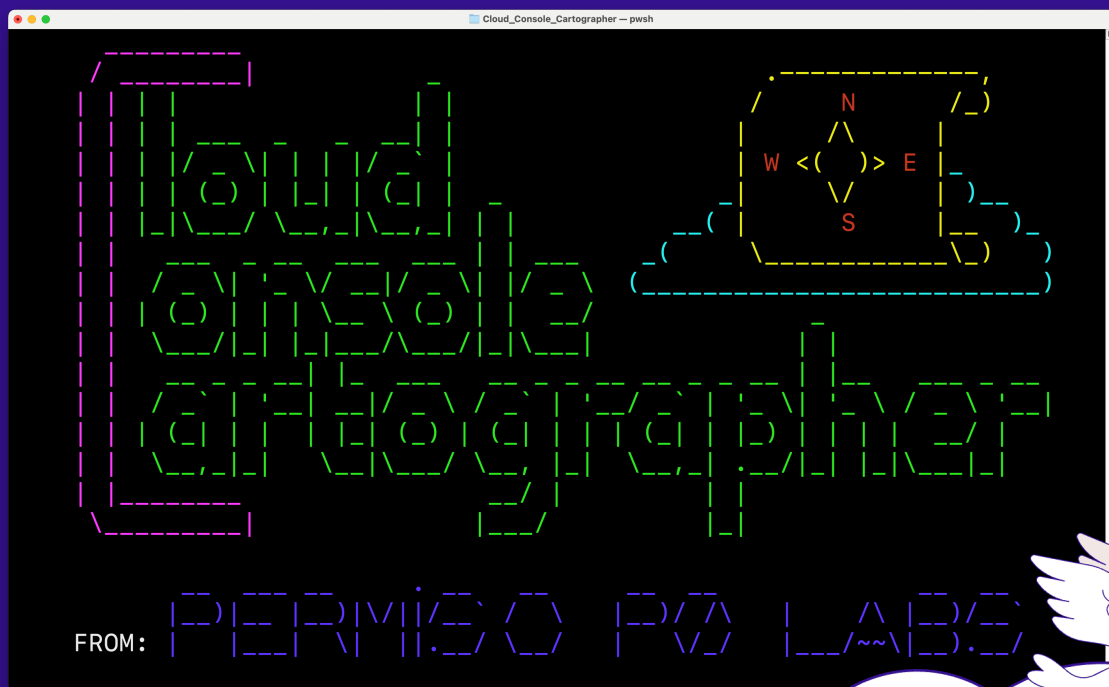 Cloud_Console_Cartographer — pwsh
Cloud
Console
Cartographer
N
W E
S
FROM: PERMISO P0 LABS